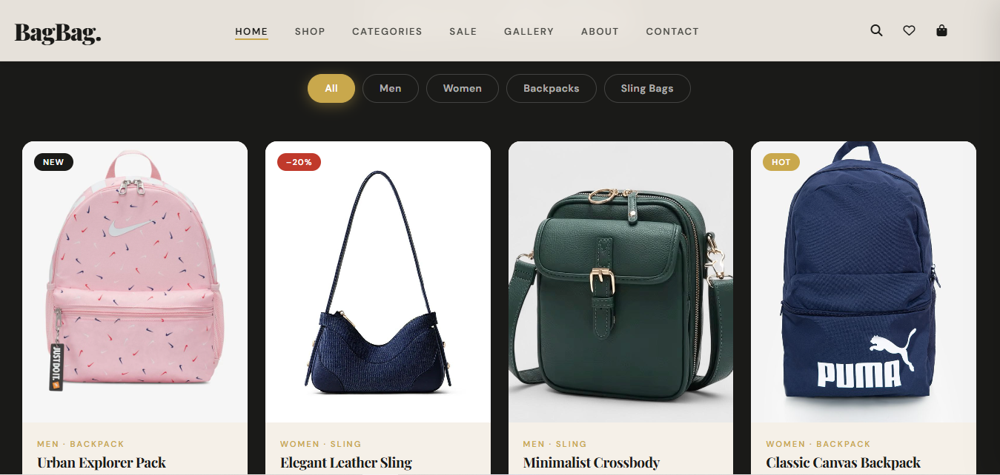 BagBag.
HOME SHOP CATEGORIES SALE GALLERY ABOUT CONTACT
All Men Women Backpacks Sling Bags
NEW
JUST DO IT.
MEN · BACKPACK
Urban Explorer Pack
−20%
WOMEN · SLING
Elegant Leather Sling
MEN · SLING
Minimalist Crossbody
HOT
PUMA
WOMEN · BACKPACK
Classic Canvas Backpack